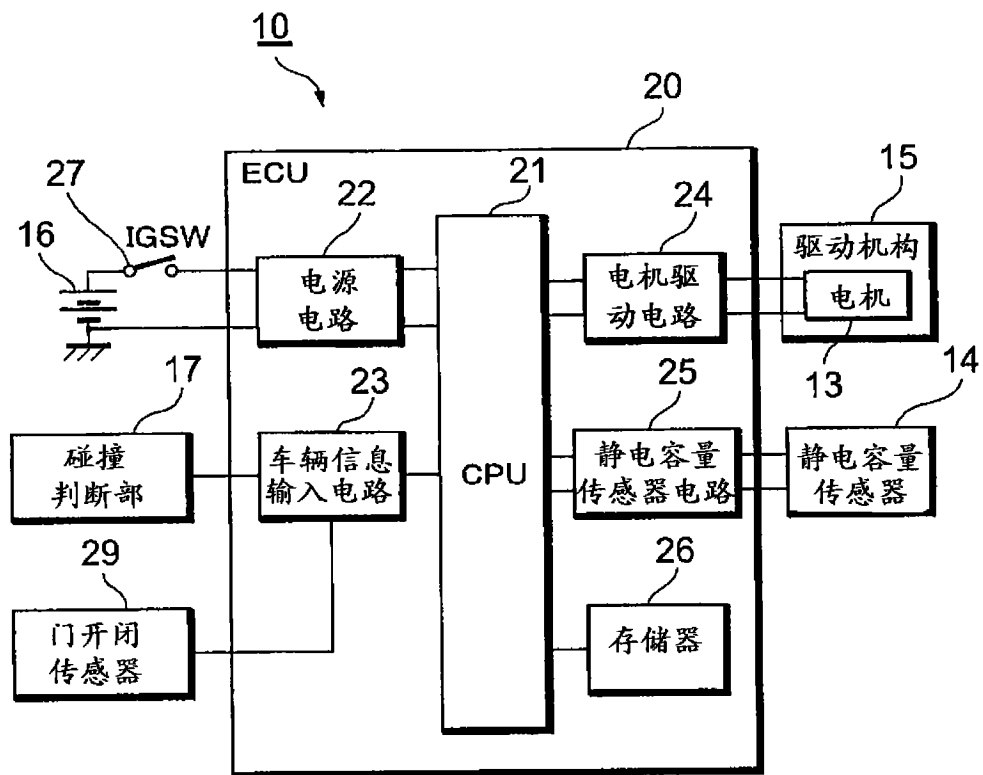 10
20
ECU
27
16
IGSW
22
电源
电路
21
CPU
24
电机驱
动电路
15
驱动机构
电机
13
17
碰撞
判断部
23
车辆信息
输入电路
25
静电容量
传感器电路
14
静电容量
传感器
29
门开闭
传感器
26
存储器